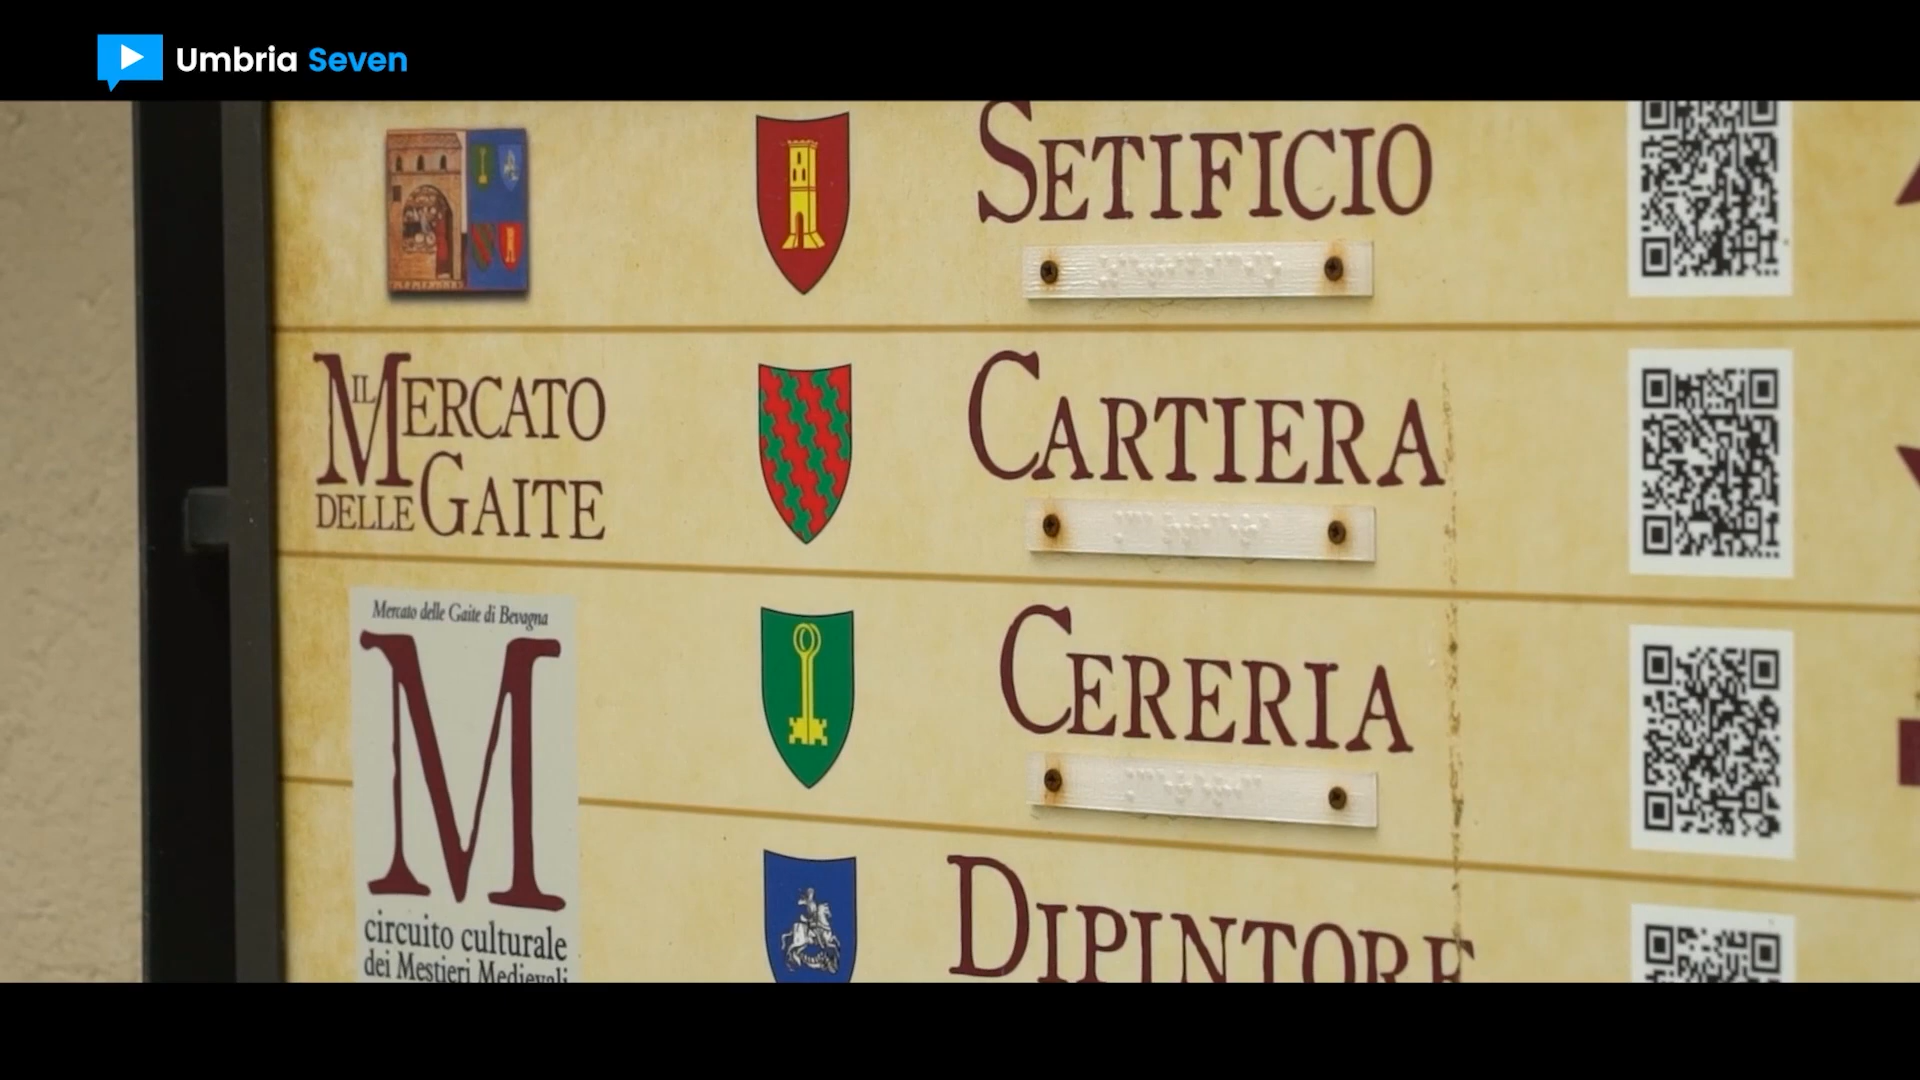 Umbria Seven
SETIFICIO
IL MERCATO
DELLE GAITE
CARTIERA
Mercato delle Gaite di Bevagna
M
CERERIA
circuito culturale
dei Mestieri Medievali
DIPINTORE